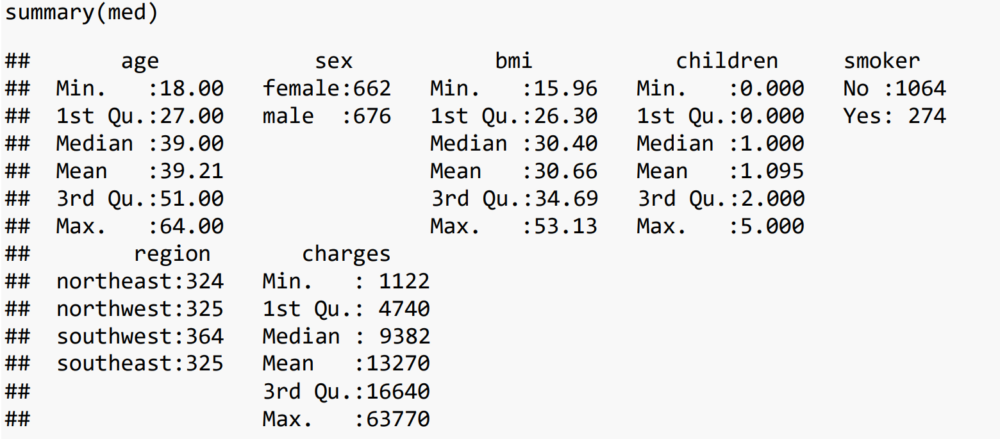 summary(med)
##       age            sex           bmi           children     smoker
##  Min.   :18.00   female:662   Min.   :15.96   Min.   :0.000   No :1064
##  1st Qu.:27.00   male  :676   1st Qu.:26.30   1st Qu.:0.000   Yes: 274
##  Median :39.00                Median :30.40   Median :1.000
##  Mean   :39.21                Mean   :30.66   Mean   :1.095
##  3rd Qu.:51.00                3rd Qu.:34.69   3rd Qu.:2.000
##  Max.   :64.00                Max.   :53.13   Max.   :5.000
##        region       charges
##  northeast:324   Min.   : 1122
##  northwest:325   1st Qu.: 4740
##  southwest:364   Median : 9382
##  southeast:325   Mean   :13270
##                  3rd Qu.:16640
##                  Max.   :63770